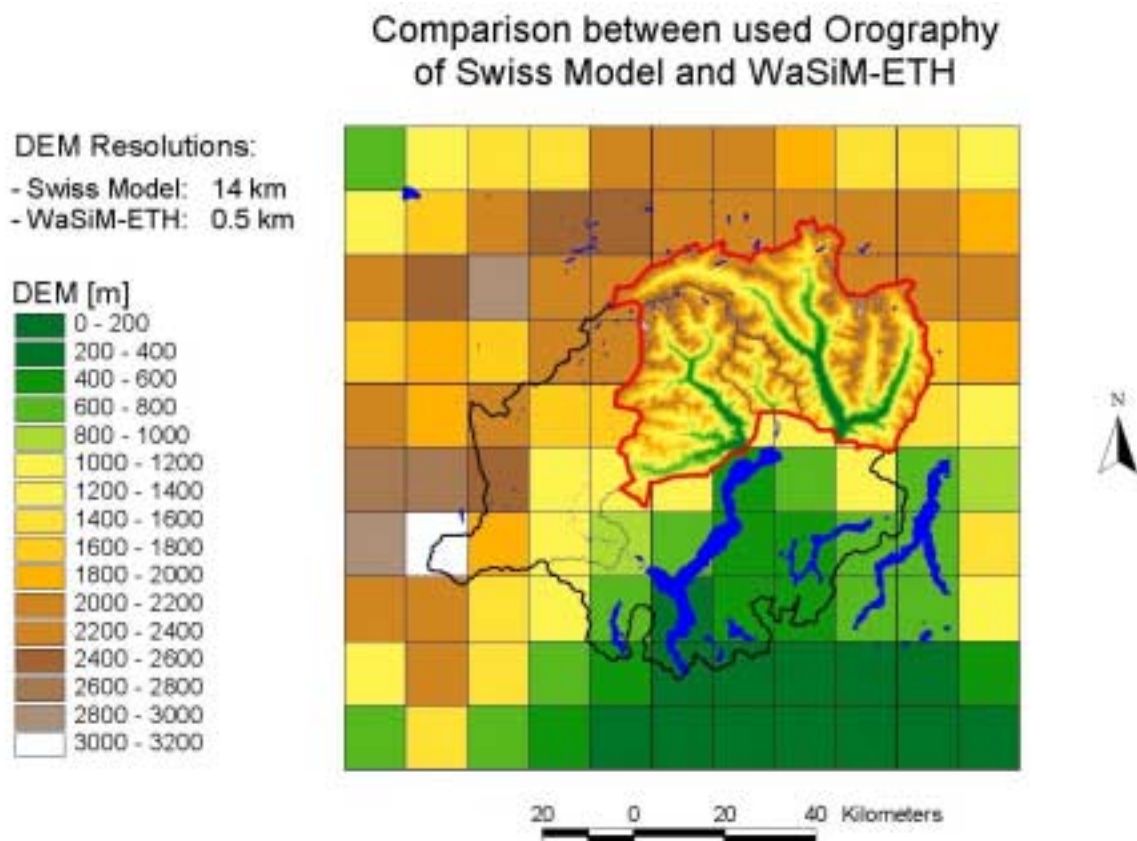 Comparison between used Orography
of Swiss Model and WaSiM-ETH
DEM Resolutions:
- Swiss Model: 14 km
- WaSiM-ETH: 0.5 km
DEM [m]
0 - 200
200 - 400
400 - 600
600 - 800
800 - 1000
1000 - 1200
1200 - 1400
1400 - 1600
1600 - 1800
1800 - 2000
2000 - 2200
2200 - 2400
2400 - 2600
2600 - 2800
2800 - 3000
3000 - 3200
N
20 0 20 40 Kilometers